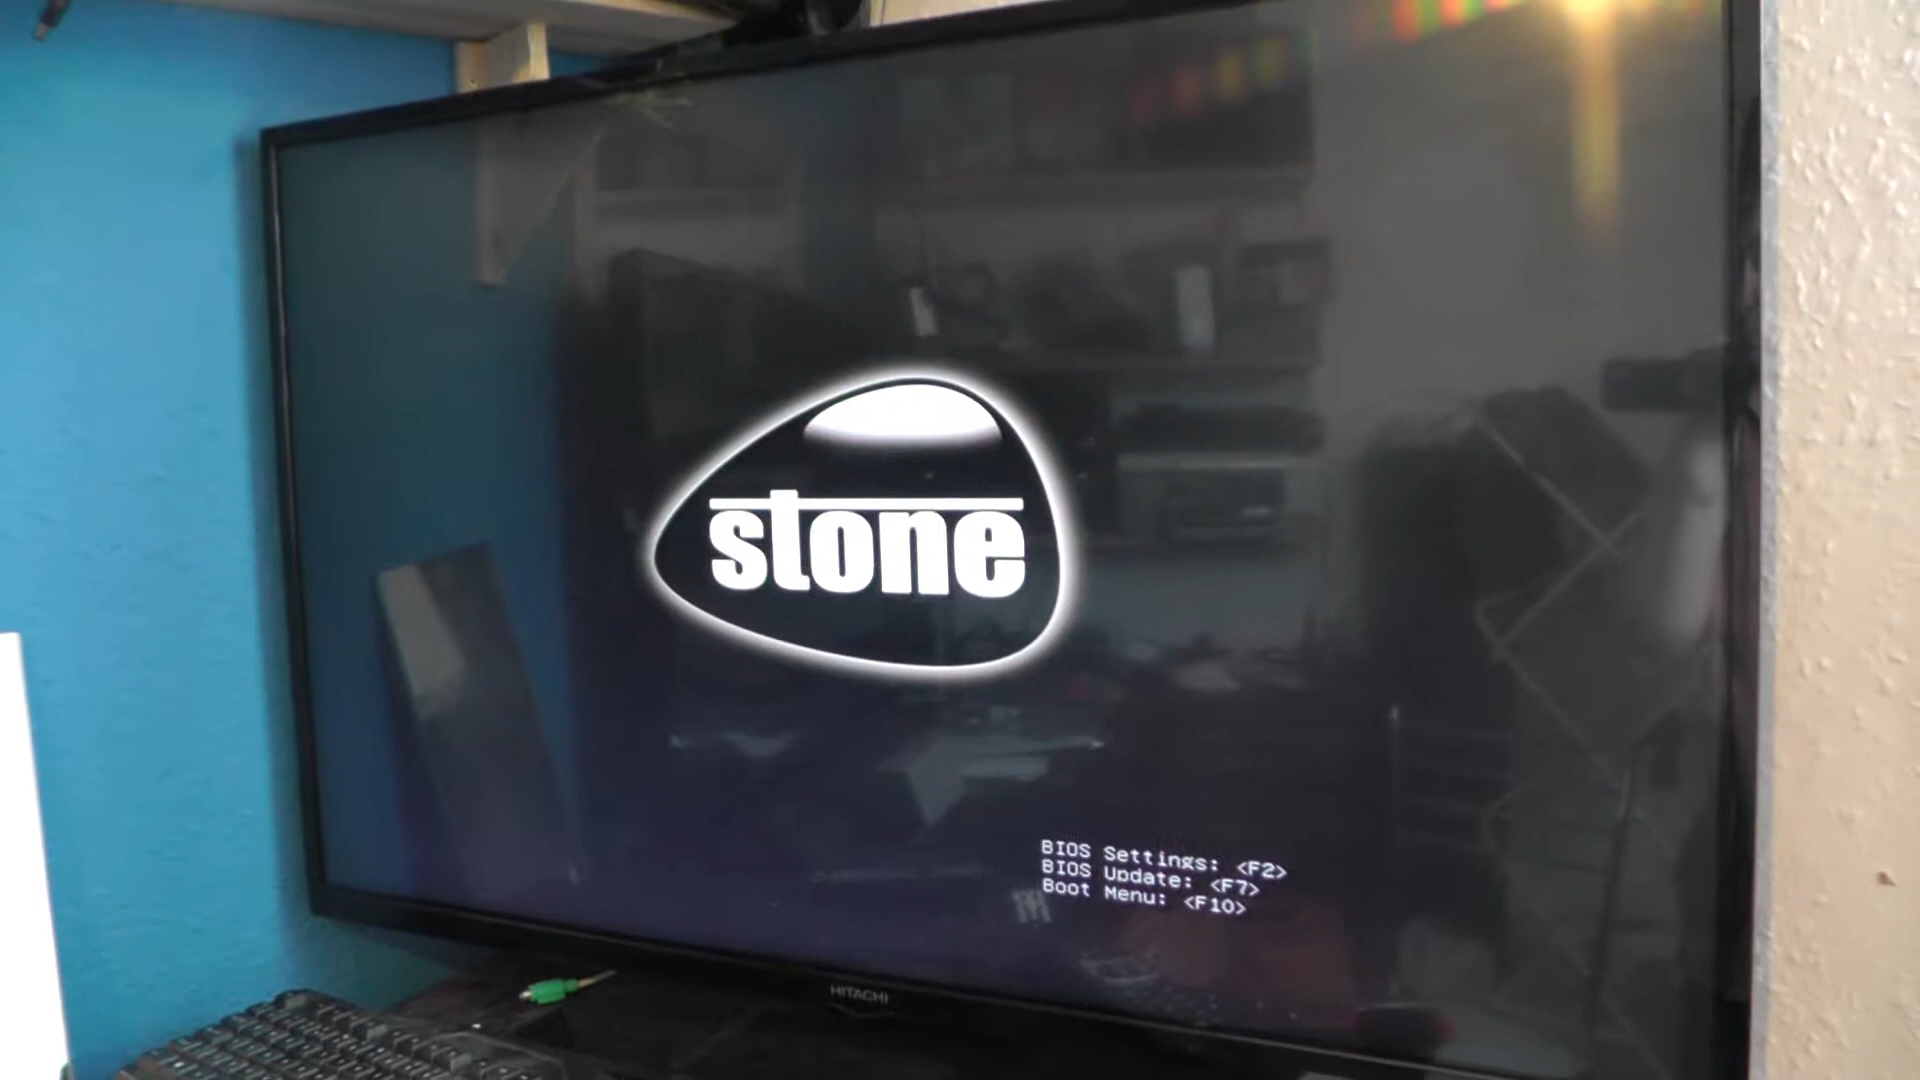 stone
BIOS Settings: <F2>
BIOS Update: <F7>
Boot Menu: <F10>
HITACHI